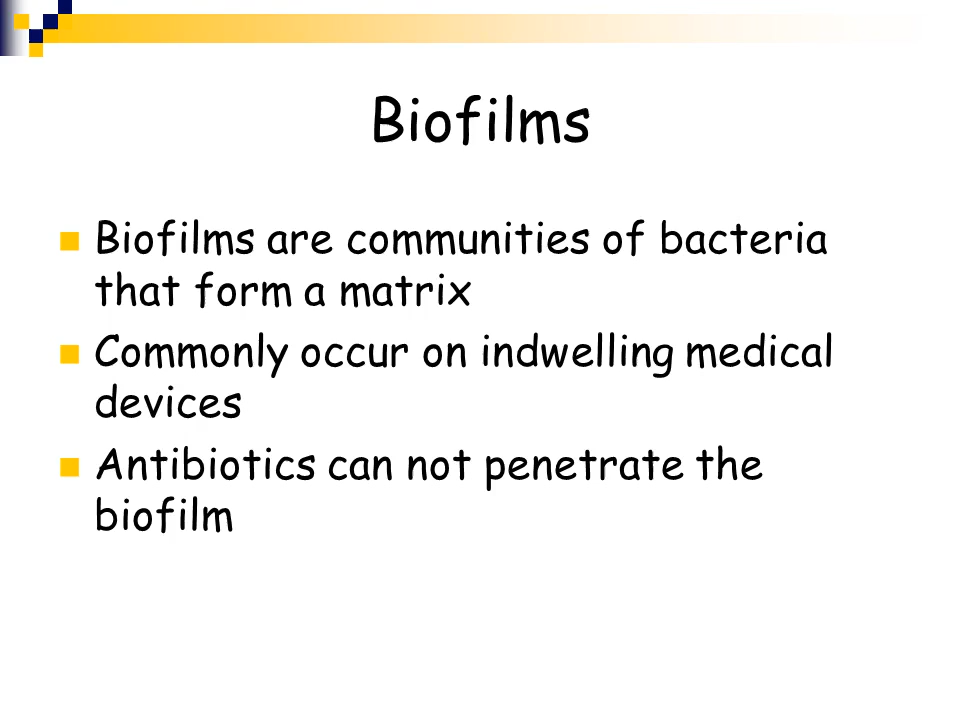 Biofilms
Biofilms are communities of bacteria
that form a matrix
Commonly occur on indwelling medical
devices
Antibiotics can not penetrate the
biofilm